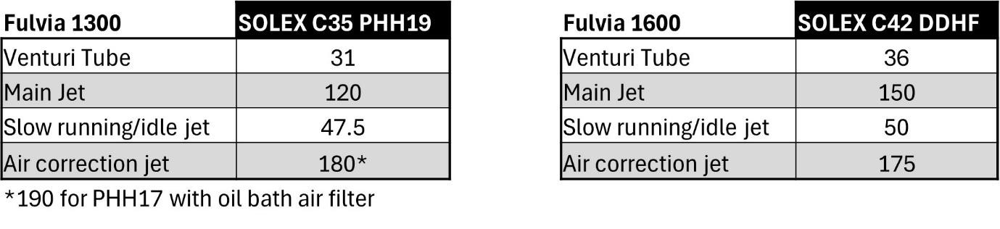 Fulvia 1300 SOLEX C35 PHH19
Venturi Tube 31
Main Jet 120
Slow running/idle jet 47.5
Air correction jet 180*
*190 for PHH17 with oil bath air filter
Fulvia 1600 SOLEX C42 DDHF
Venturi Tube 36
Main Jet 150
Slow running/idle jet 50
Air correction jet 175